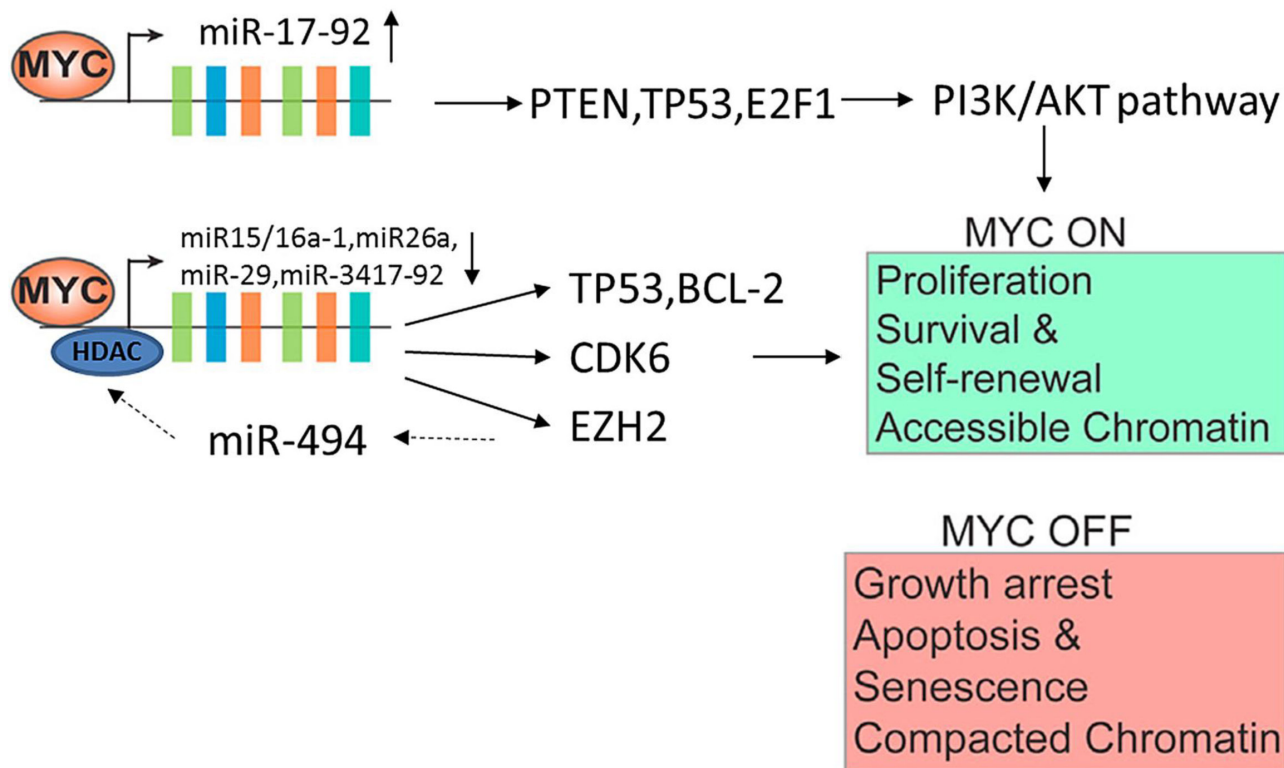 MYC
miR-17-92
PTEN,TP53,E2F1
PI3K/AKT pathway
MYC
HDAC
miR15/16a-1,miR26a,
miR-29,miR-3417-92
TP53,BCL-2
CDK6
EZH2
miR-494
MYC ON
Proliferation
Survival &
Self-renewal
Accessible Chromatin
MYC OFF
Growth arrest
Apoptosis &
Senescence
Compacted Chromatin